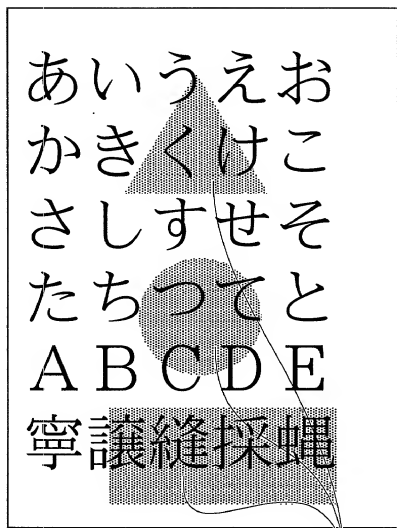 あいうえお
かきくけこ
さしすせそ
たちつてと
ABCDE
寧譲縫採蝿